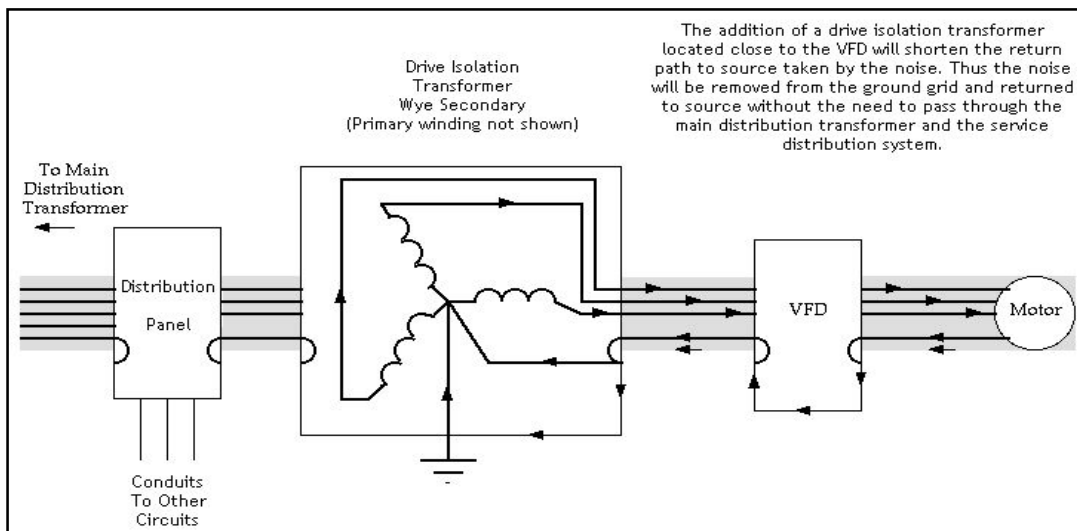 The addition of a drive isolation transformer
located close to the VFD will shorten the return
path to source taken by the noise. Thus the noise
will be removed from the ground grid and returned
to source without the need to pass through the
main distribution transformer and the service
distribution system.
Drive Isolation
Transformer
Wye Secondary
(Primary winding not shown)
To Main
Distribution
Transformer
Distribution
Panel
VFD
Motor
Conduits
To Other
Circuits